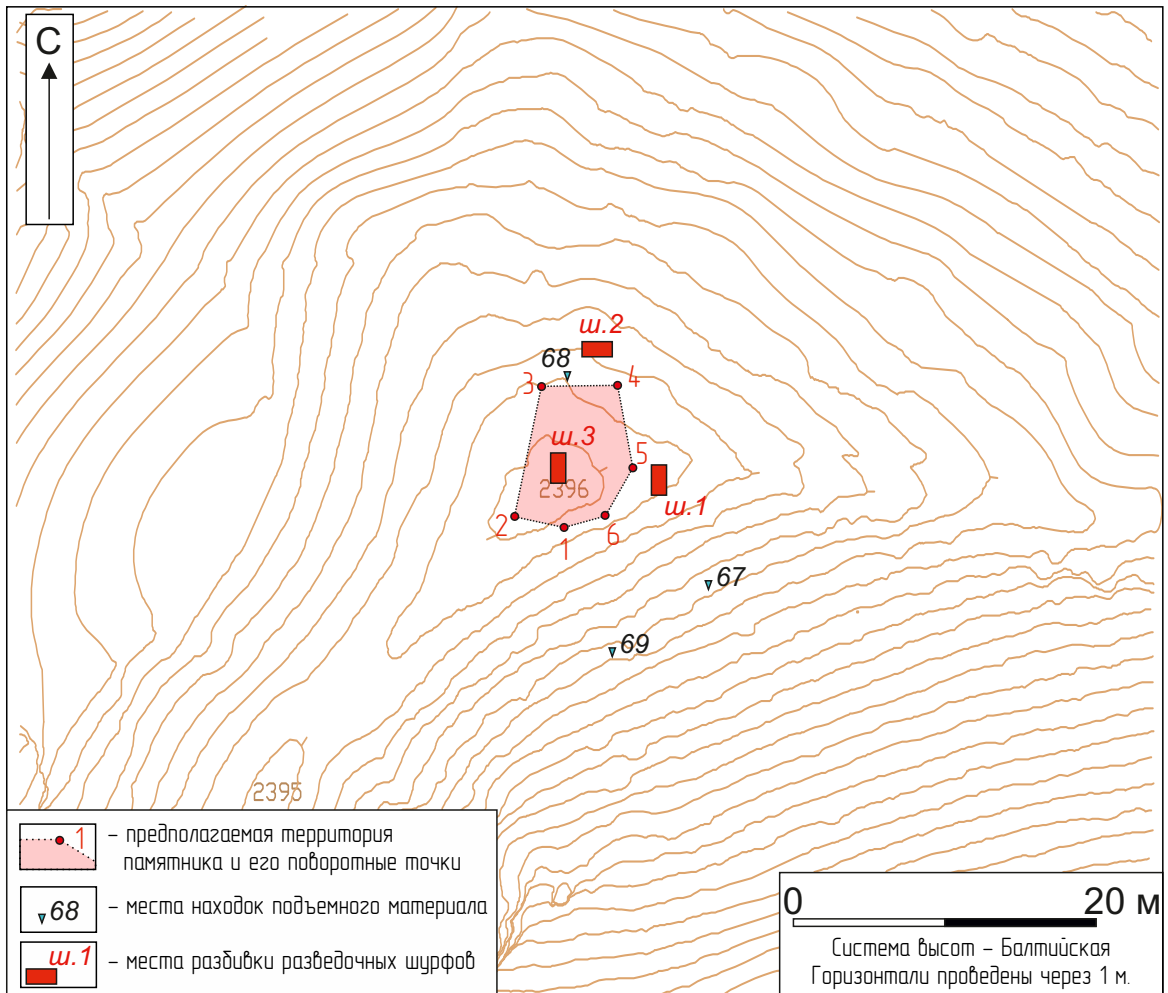 С
ш.2
68
3
4
ш.3
5
2396
ш.1
2
1
6
67
69
2395
1 – предполагаемая территория
памятника и его поворотные точки
68 – места находок подъемного материала
ш.1 – места разбивки разведочных шурфов
0 20 м
Система высот – Балтийская
Горизонтали проведены через 1 м.